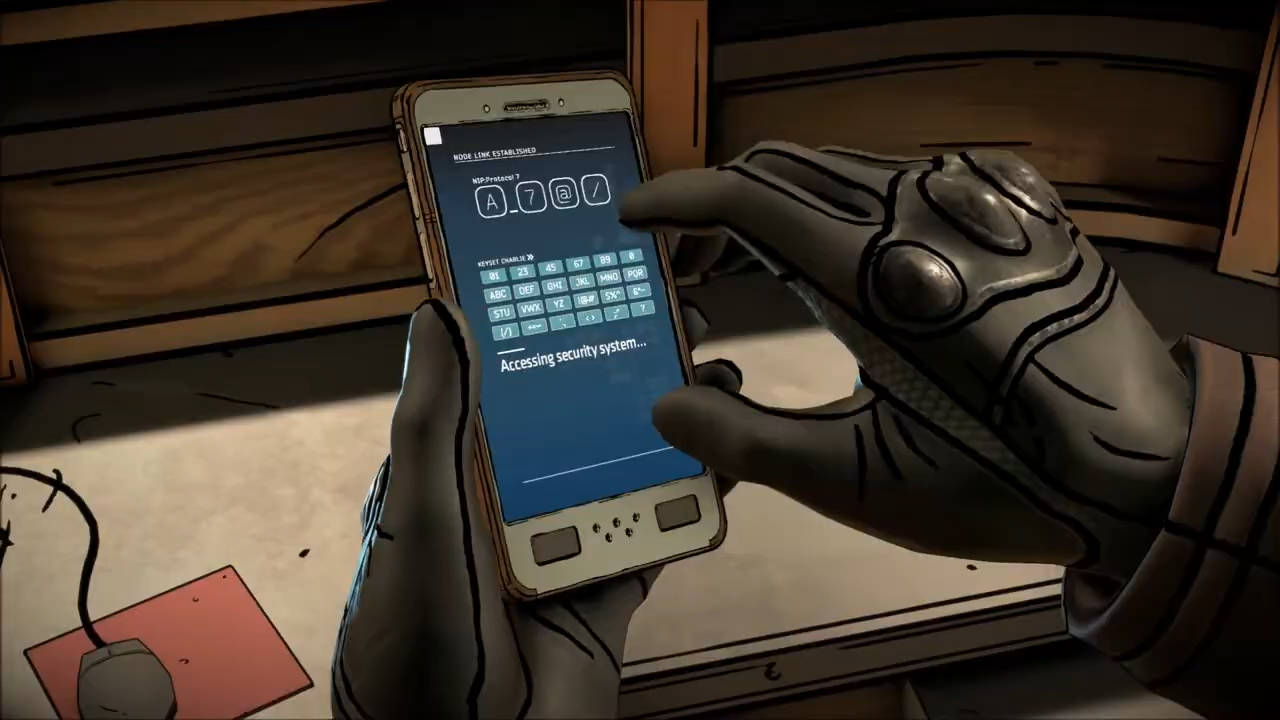 NODE LINK ESTABLISHED
NIP:Protocol 7
A_7@/
KEYSET CHARLIE »
01 23 45 67 89 0
ABC DEF GHI JKL MNO PQR
STU VWX YZ !@# $%^ &*-
Accessing security system...